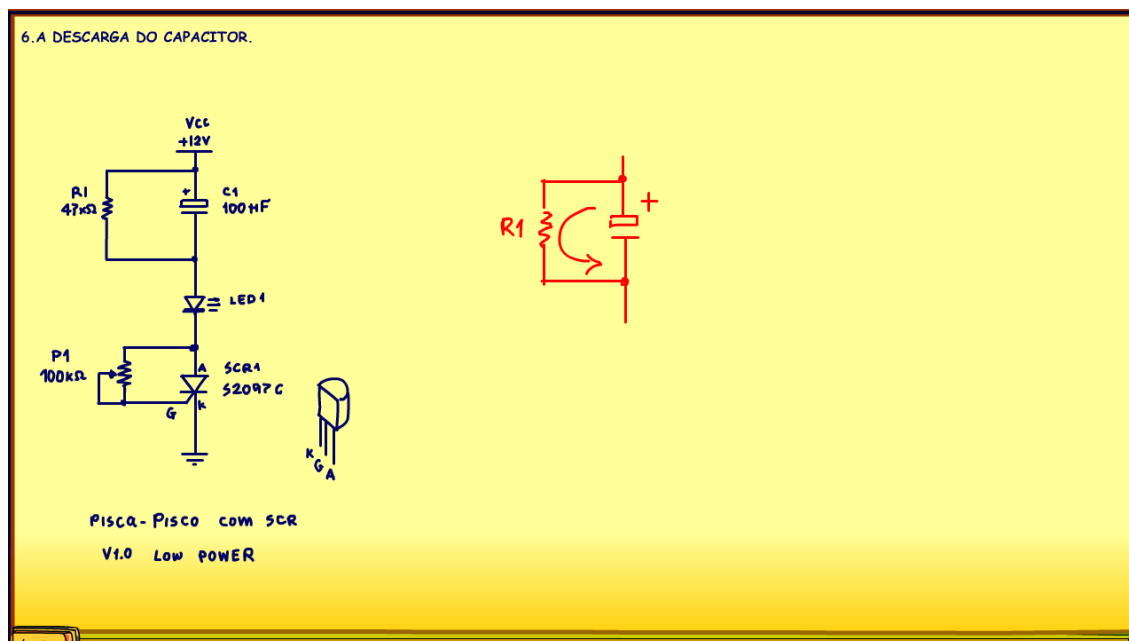 6.A DESCARGA DO CAPACITOR.
Vcc
+12V
R1
47KΩ
+
C1
100µF
R1
+
LED1
P1
100KΩ
A
SCR1
S2097C
G
K
K
G
A
PISCA-PISCO COM SCR
V1.0 LOW POWER